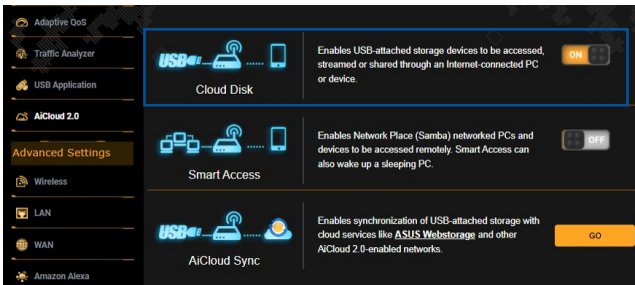 Adaptive QoS
Traffic Analyzer
USB Application
AiCloud 2.0
Advanced Settings
Wireless
LAN
WAN
Amazon Alexa
USB
Cloud Disk
Enables USB-attached storage devices to be accessed,
streamed or shared through an Internet-connected PC
or device.
ON
Smart Access
Enables Network Place (Samba) networked PCs and
devices to be accessed remotely. Smart Access can
also wake up a sleeping PC.
OFF
USB
AiCloud Sync
Enables synchronization of USB-attached storage with
cloud services like ASUS Webstorage and other
AiCloud 2.0-enabled networks.
GO